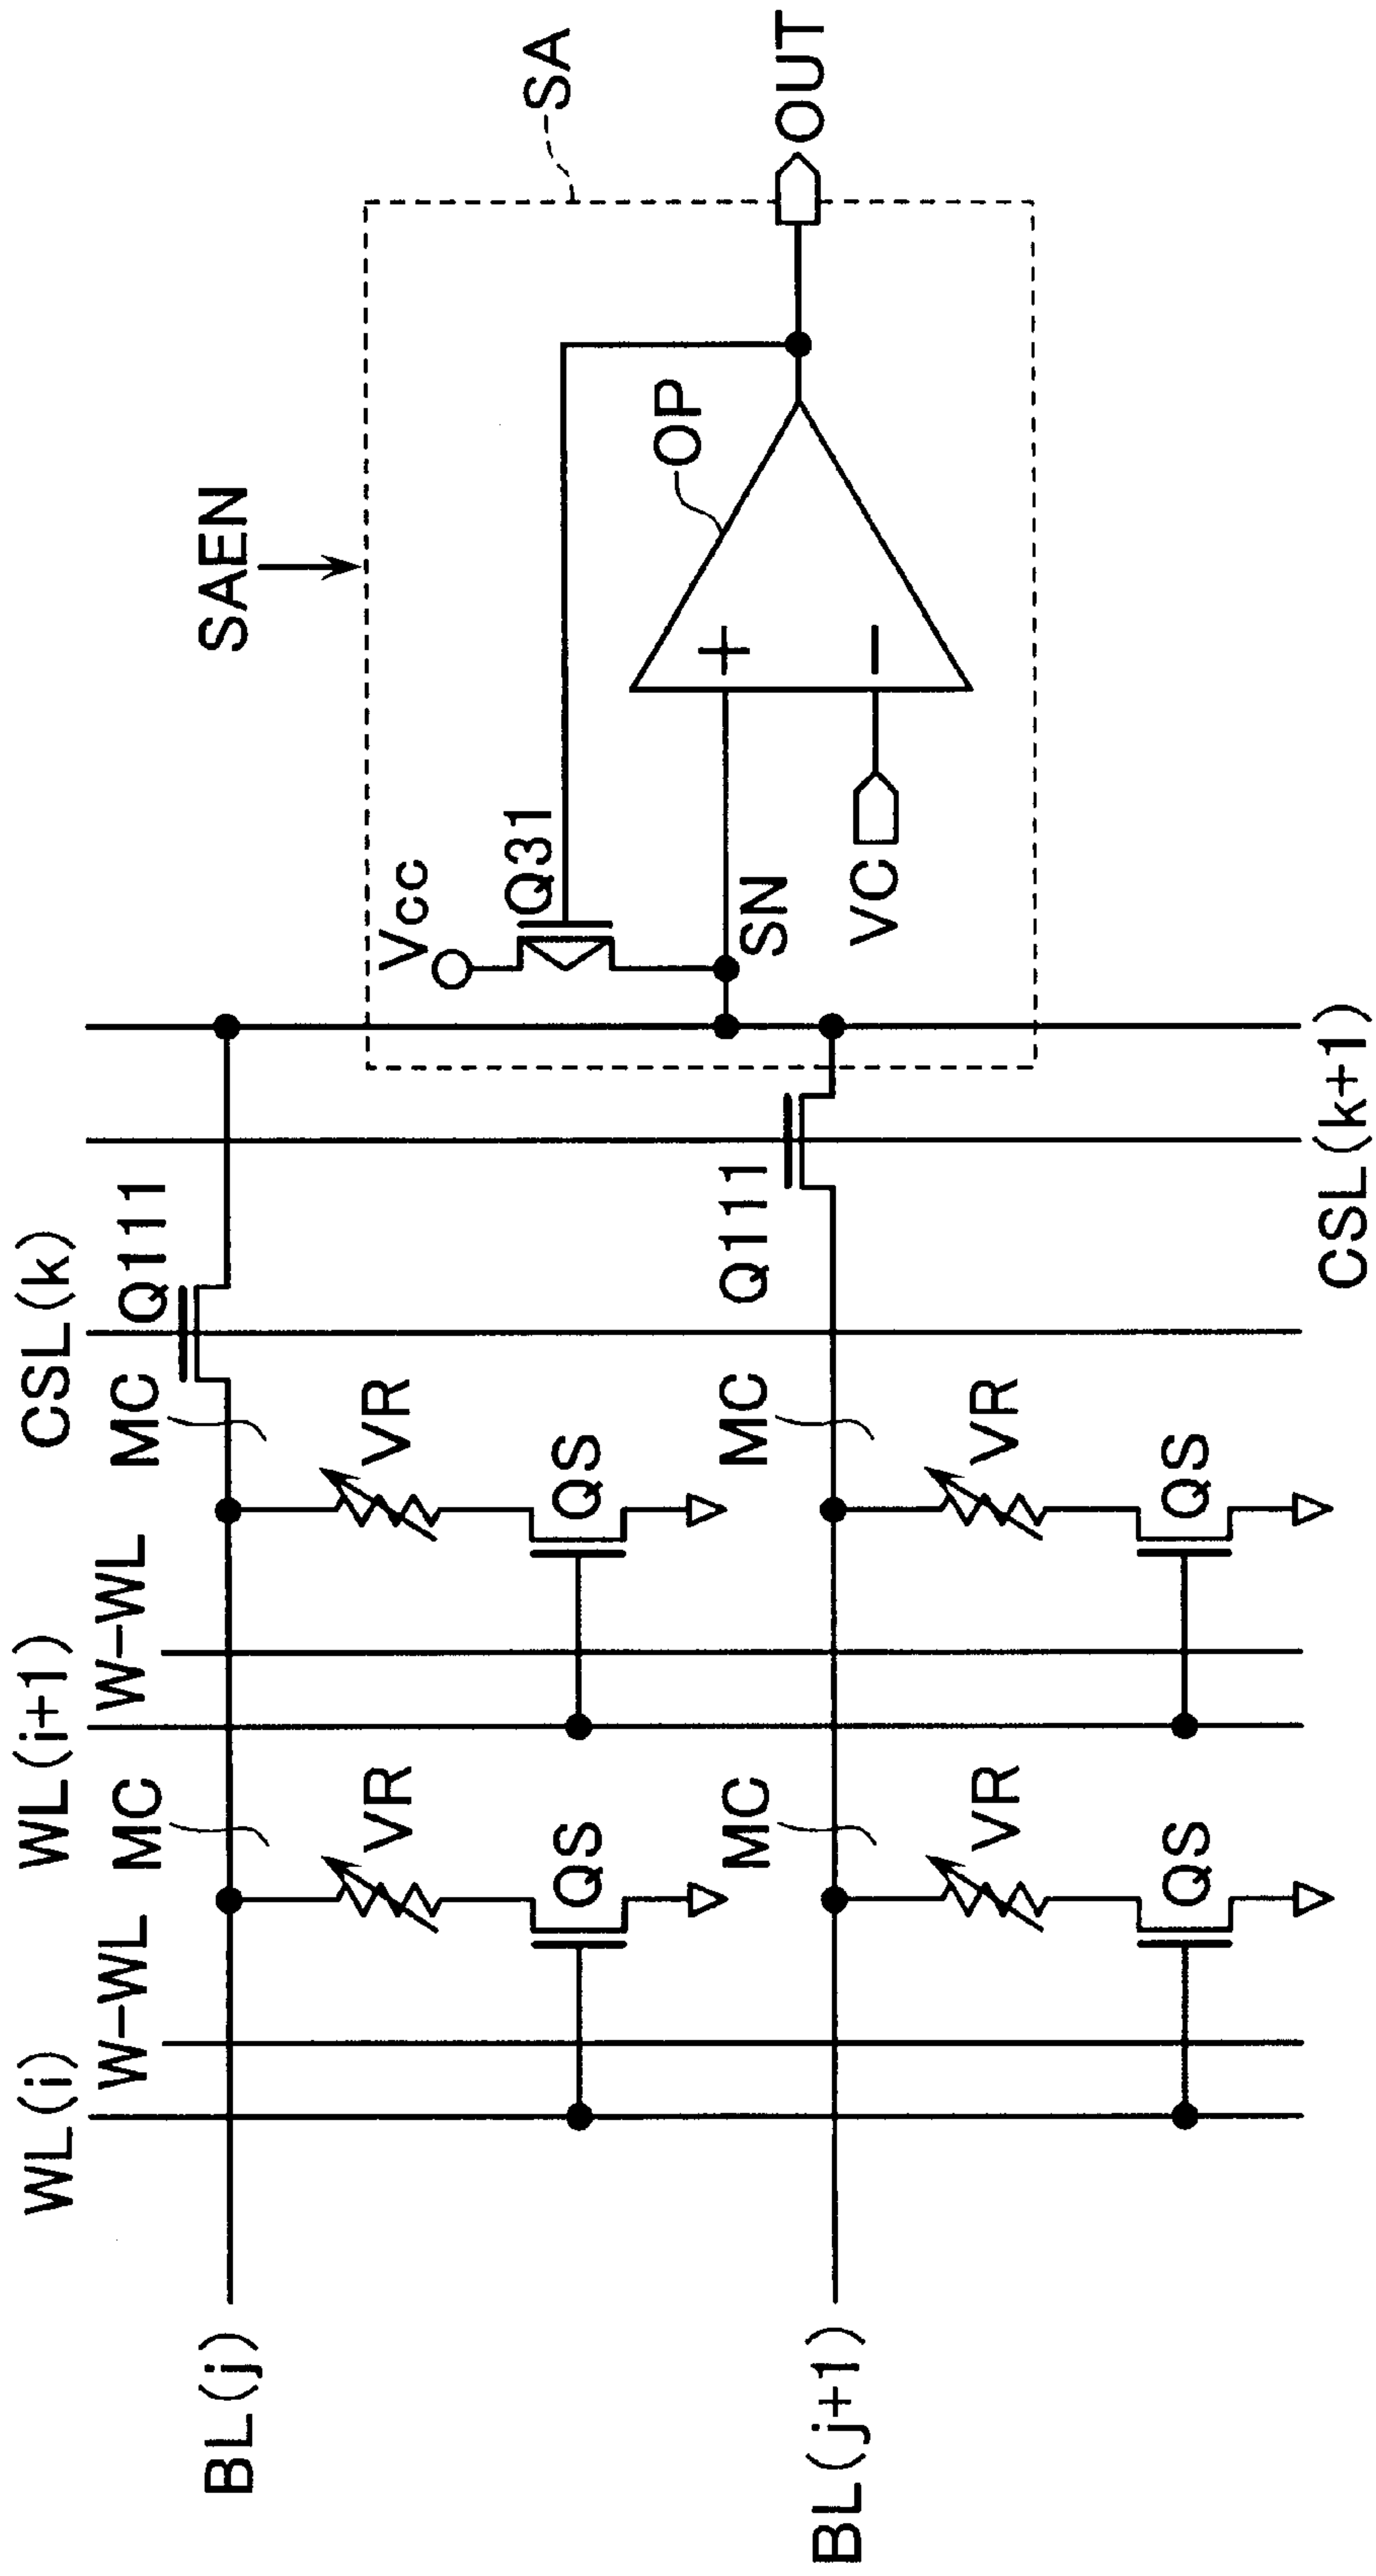 WL(i)
W-WL
WL(i+1)
W-WL
CSL(k)
BL(j)
MC
VR
QS
MC
VR
QS
Q111
BL(j+1)
MC
VR
QS
MC
VR
QS
Q111
CSL(k+1)
SAEN
SA
Vcc
Q31
SN
OP
+
−
VC
OUT